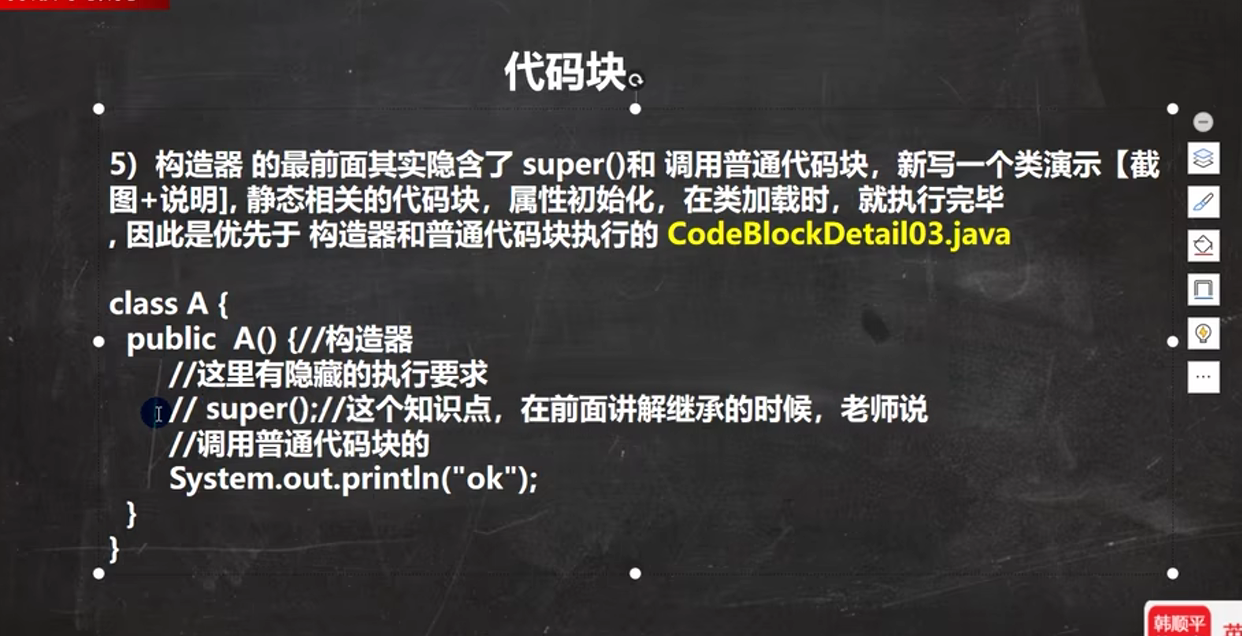 代码块
5) 构造器 的最前面其实隐含了 super()和 调用普通代码块，新写一个类演示【截
图+说明], 静态相关的代码块，属性初始化，在类加载时，就执行完毕
, 因此是优先于 构造器和普通代码块执行的 CodeBlockDetail03.java
class A {
public A() {//构造器
//这里有隐藏的执行要求
// super();//这个知识点，在前面讲解继承的时候，老师说
//调用普通代码块的
System.out.println("ok");
}
}
韩顺平